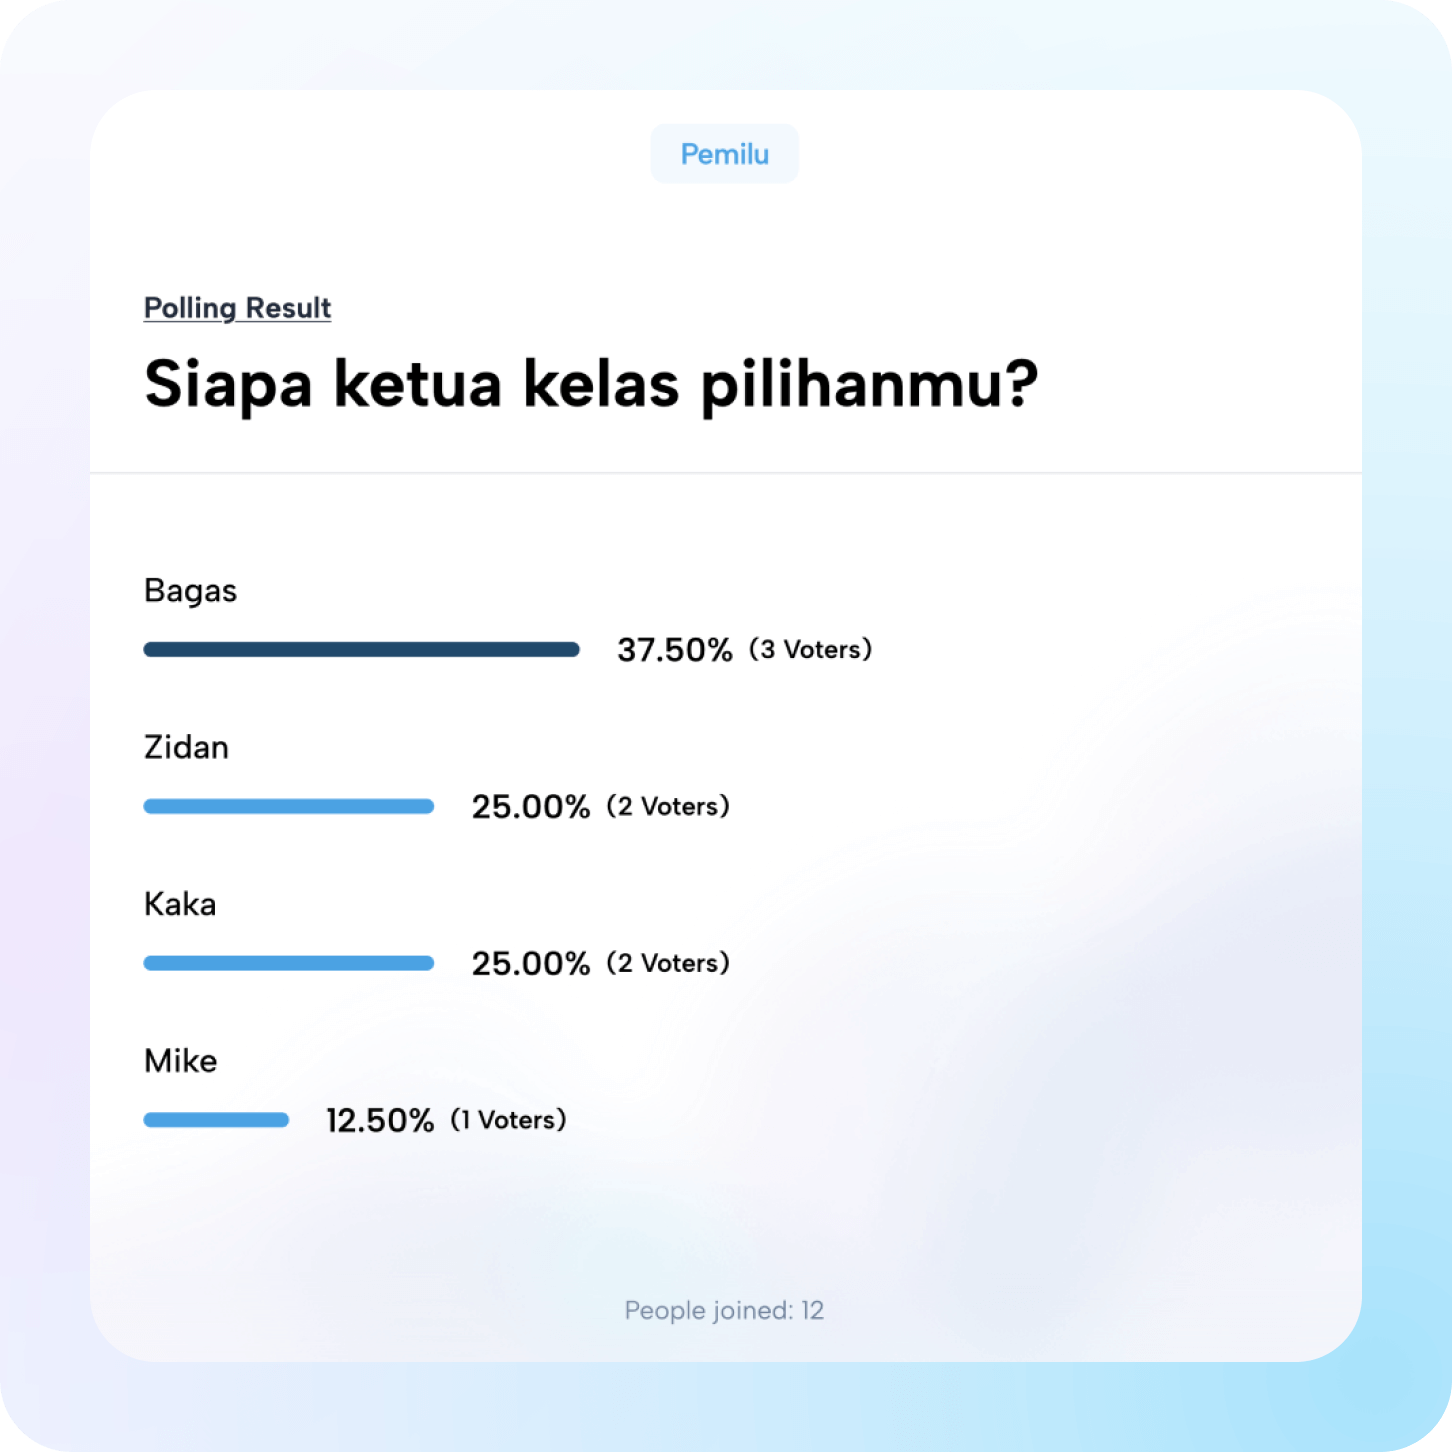 Pemilu
Polling Result
Siapa ketua kelas pilihanmu?
Bagas
37.50% (3 Voters)
Zidan
25.00% (2 Voters)
Kaka
25.00% (2 Voters)
Mike
12.50% (1 Voters)
People joined: 12